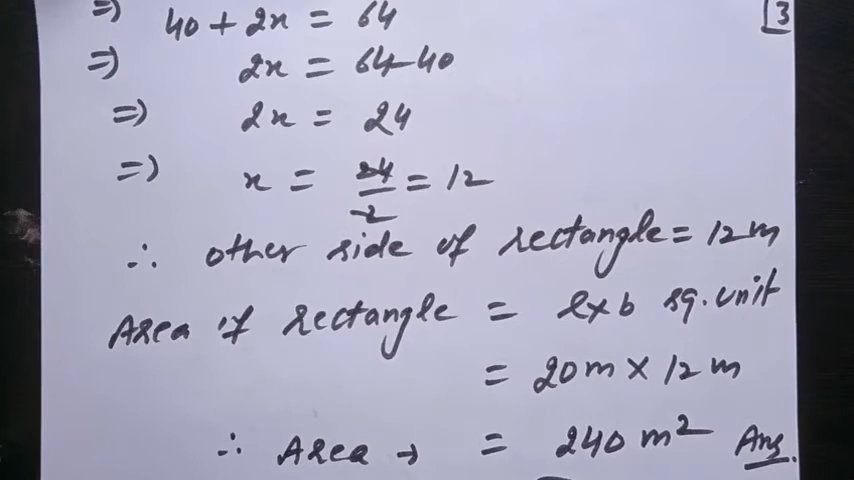 3
=) 40 + 2x = 64
=) 2x = 64-40
=) 2x = 24
=) x = 24/2 = 12
∴ other side of rectangle = 12m
Area of rectangle = l×b sq. unit
= 20m × 12m
∴ Area → = 240 m² Ans.